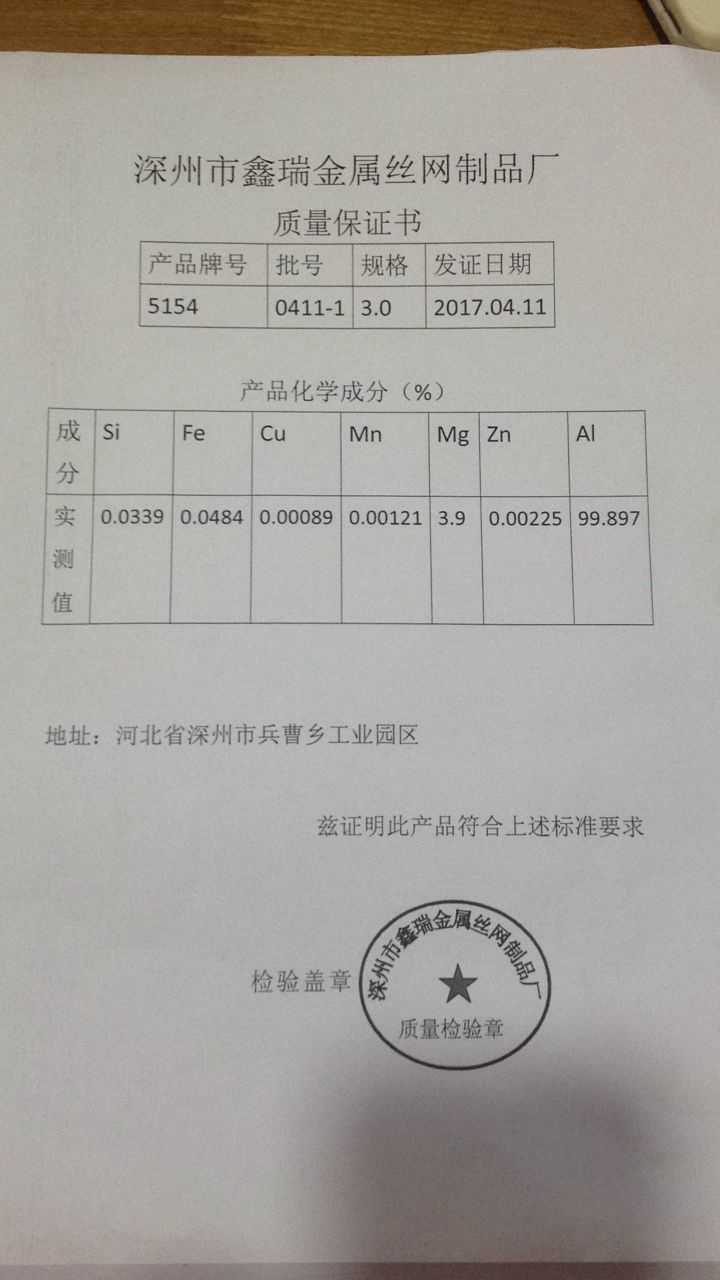 深州市鑫瑞金属丝网制品厂
质量保证书
产品牌号 批号 规格 发证日期
5154 0411-1 3.0 2017.04.11
产品化学成分（%）
成分 Si Fe Cu Mn Mg Zn Al
实测值 0.0339 0.0484 0.00089 0.00121 3.9 0.00225 99.897
地址：河北省深州市兵曹乡工业园区
兹证明此产品符合上述标准要求
检验盖章
深州市鑫瑞金属丝网制品厂
质量检验章